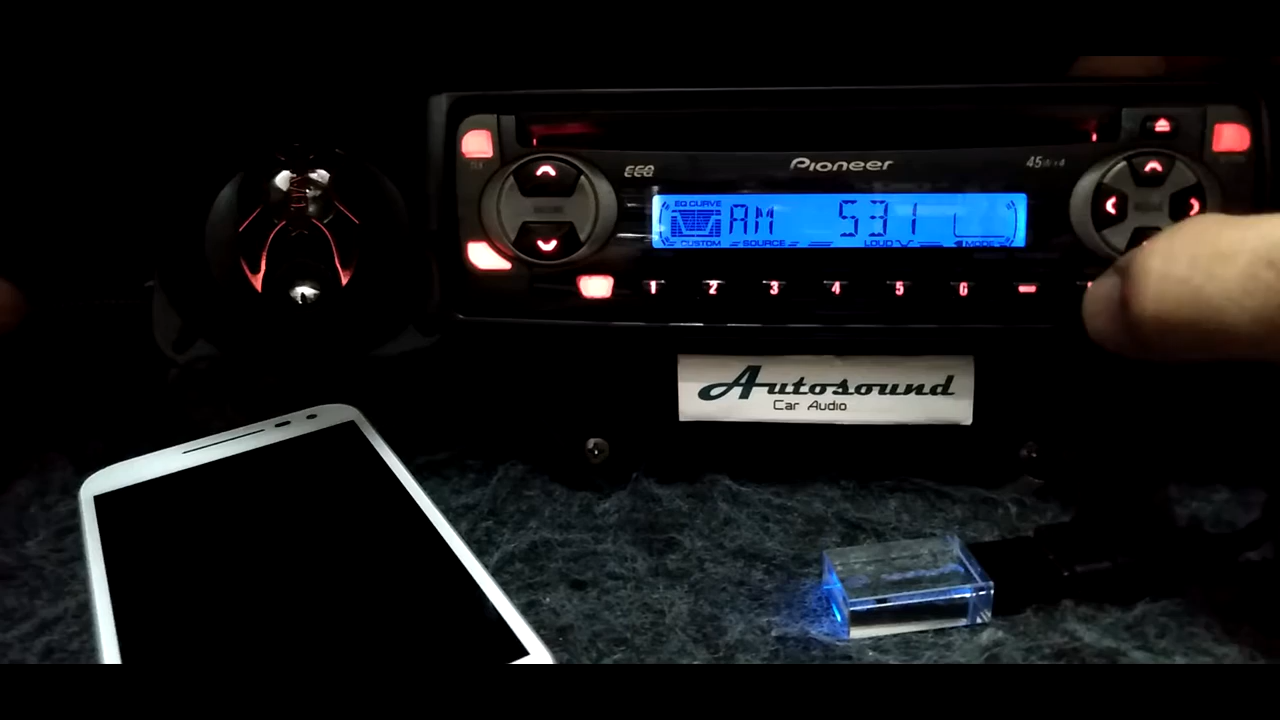 EEQ
Pioneer
45W×4
EQ CURVE
AM 531
CUSTOM SOURCE LOUD MODE
1 2 3 4 5 6
Autosound
Car Audio